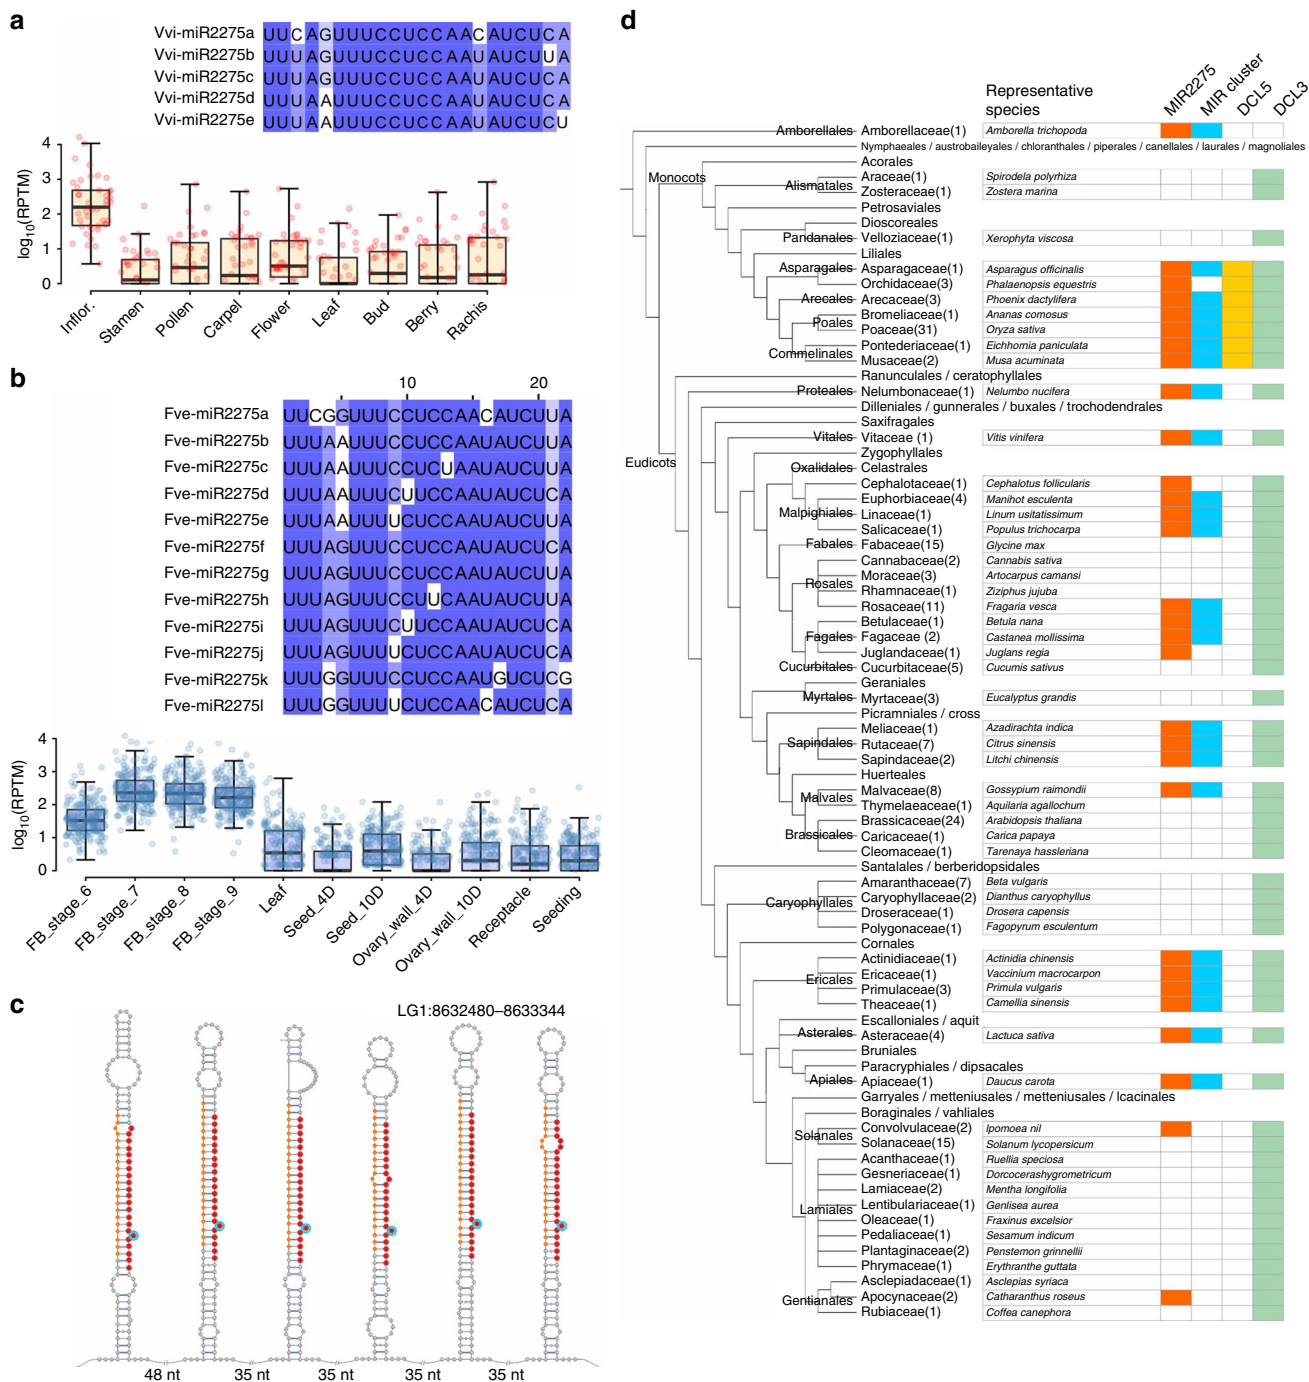 a
Vvi-miR2275a UUCAGUUUCCUCCAACAUCUCA
Vvi-miR2275b UUUAGUUUCCUCCAAUAUCUUA
Vvi-miR2275c UUUAGUUUCCUCCAAUAUCUCA
Vvi-miR2275d UUUAAUUUCCUCCAAUAUCUCA
Vvi-miR2275e UUUAAUUUCCUCCAAUAUCUCU
log10(RPTM)
4
3
2
1
0
Inflor.
Stamen
Pollen
Carpel
Flower
Leaf
Bud
Berry
Rachis
b
10 20
Fve-miR2275a UUCGGUUUCCUCCAACAUCUUA
Fve-miR2275b UUUAAUUUCCUCCAAUAUCUUA
Fve-miR2275c UUUAAUUUCCUCUAAUAUCUUA
Fve-miR2275d UUUAAUUUCUUCCAAUAUCUUA
Fve-miR2275e UUUAAUUUUCUCCAAUAUCUUA
Fve-miR2275f UUUAGUUUCCUCCAAUAUCUCA
Fve-miR2275g UUUAGUUUCCUCCAAUAUCUUA
Fve-miR2275h UUUAGUUUCCUUCAAUAUCUUA
Fve-miR2275i UUUAGUUUCUUCCAAUAUCUCA
Fve-miR2275j UUUAGUUUUCUCCAAUAUCUCA
Fve-miR2275k UUUGGUUUCCUCCAAUGUCUCG
Fve-miR2275l UUUGGUUUUCUCCAACAUCUUA
log10(RPTM)
4
3
2
1
0
FB_stage_6
FB_stage_7
FB_stage_8
FB_stage_9
Leaf
Seed_4D
Seed_10D
Ovary_wall_4D
Ovary_wall_10D
Receptacle
Seeding
c
LG1:8632480–8633344
48 nt 35 nt 35 nt 35 nt 35 nt
d
Representative
species
MIR2275
MIR cluster
DCL5
DCL3
Amborellales Amborellaceae(1) Amborella trichopoda
Nymphaeales / austrobaileyales / chloranthales / piperales / canellales / laurales / magnoliales
Acorales
Monocots
Araceae(1) Spirodela polyrhiza
Alismatales
Zosteraceae(1) Zostera marina
Petrosaviales
Dioscoreales
Pandanales Velloziaceae(1) Xerophyta viscosa
Liliales
Asparagales Asparagaceae(1) Asparagus officinalis
Orchidaceae(3) Phalaenopsis equestris
Arecales Arecaceae(3) Phoenix dactylifera
Bromeliaceae(1) Ananas comosus
Poales
Poaceae(31) Oryza sativa
Pontederiaceae(1) Eichhornia paniculata
Commelinales
Musaceae(2) Musa acuminata
Ranunculales / ceratophyllales
Proteales Nelumbonaceae(1) Nelumbo nucifera
Dilleniales / gunnerales / buxales / trochodendrales
Saxifragales
Vitales Vitaceae (1) Vitis vinifera
Zygophyllales
Eudicots
Oxalidales Celastrales
Cephalotaceae(1) Cephalotus follicularis
Euphorbiaceae(4) Manihot esculenta
Malpighiales Linaceae(1) Linum usitatissimum
Salicaceae(1) Populus trichocarpa
Fabales Fabaceae(15) Glycine max
Cannabaceae(2) Cannabis sativa
Moraceae(3) Artocarpus camansi
Rosales
Rhamnaceae(1) Ziziphus jujuba
Rosaceae(11) Fragaria vesca
Betulaceae(1) Betula nana
Fagales Fagaceae (2) Castanea mollissima
Juglandaceae(1) Juglans regia
Cucurbitales Cucurbitaceae(5) Cucumis sativus
Geraniales
Myrtales Myrtaceae(3) Eucalyptus grandis
Picramniales / cross
Meliaceae(1) Azadirachta indica
Sapindales Rutaceae(7) Citrus sinensis
Sapindaceae(2) Litchi chinensis
Huerteales
Malvaceae(8) Gossypium raimondii
Malvales
Thymelaeaceae(1) Aquilaria agallochum
Brassicaceae(24) Arabidopsis thaliana
Brassicales Caricaceae(1) Carica papaya
Cleomaceae(1) Tarenaya hassleriana
Santalales / berberidopsidales
Amaranthaceae(7) Beta vulgaris
Caryophyllales Caryophyllaceae(2) Dianthus caryophyllus
Droseraceae(1) Drosera capensis
Polygonaceae(1) Fagopyrum esculentum
Cornales
Actinidiaceae(1) Actinidia chinensis
Ericales Ericaceae(1) Vaccinium macrocarpon
Primulaceae(3) Primula vulgaris
Theaceae(1) Camellia sinensis
Escalloniales / aquit
Asterales Asteraceae(4) Lactuca sativa
Bruniales
Paracryphiales / dipsacales
Apiales Apiaceae(1) Daucus carota
Garryales / metteniusales / metteniusales / Icacinales
Boraginales / vahliales
Convolvulaceae(2) Ipomoea nil
Solanales
Solanaceae(15) Solanum lycopersicum
Acanthaceae(1) Ruellia speciosa
Gesneriaceae(1) Dorcocerashygrometricum
Lamiaceae(2) Mentha longifolia
Lamiales Lentibulariaceae(1) Genlisea aurea
Oleaceae(1) Fraxinus excelsior
Pedaliaceae(1) Sesamum indicum
Plantaginaceae(2) Penstemon grinnellii
Phrymaceae(1) Erythranthe guttata
Asclepiadaceae(1) Asclepias syriaca
Gentianales Apocynaceae(2) Catharanthus roseus
Rubiaceae(1) Coffea canephora